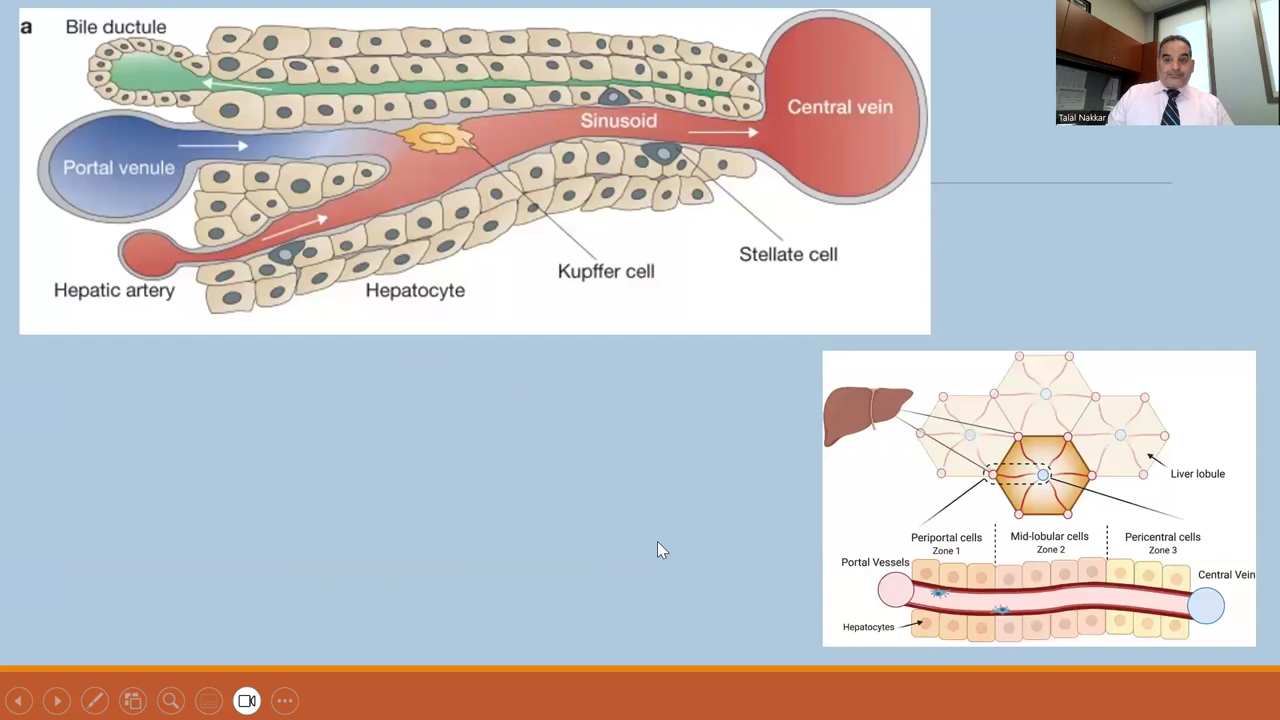 a
Bile ductule
Talal Nakkar
Central vein
Sinusoid
Portal venule
Stellate cell
Kupffer cell
Hepatic artery
Hepatocyte
Liver lobule
Periportal cells
Zone 1
Mid-lobular cells
Zone 2
Pericentral cells
Zone 3
Portal Vessels
Central Vein
Hepatocytes